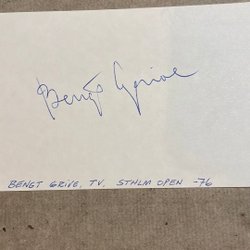 Bengt Grive
BENGT GRIVE, TV, STHLM OPEN -76